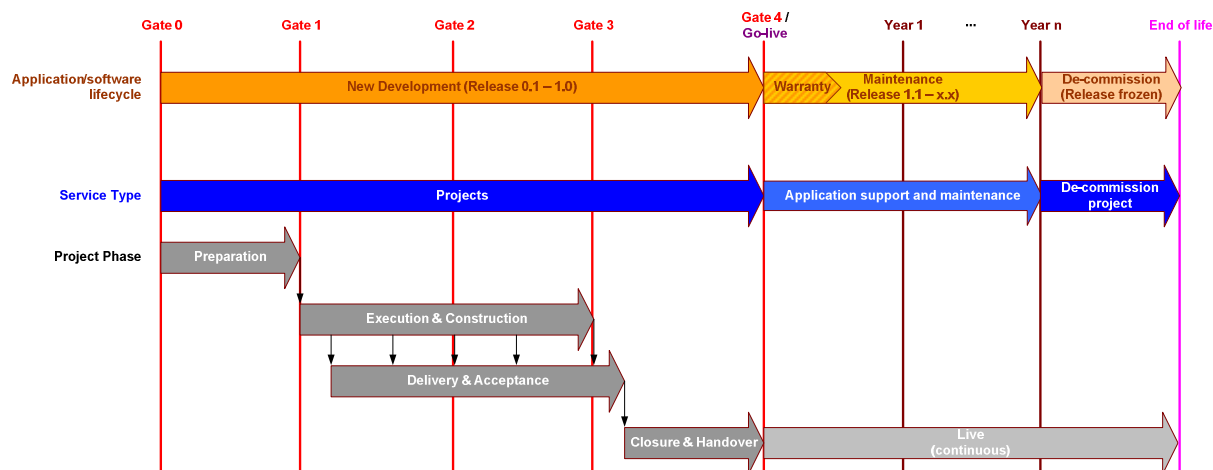 Gate 0
Gate 1
Gate 2
Gate 3
Gate 4 /
Go-live
Year 1
...
Year n
End of life
Application/software
lifecycle
New Development (Release 0.1 – 1.0)
Warranty
Maintenance
(Release 1.1 – x.x)
De-commission
(Release frozen)
Service Type
Projects
Application support and maintenance
De-commission
project
Project Phase
Preparation
Execution & Construction
Delivery & Acceptance
Closure & Handover
Live
(continuous)